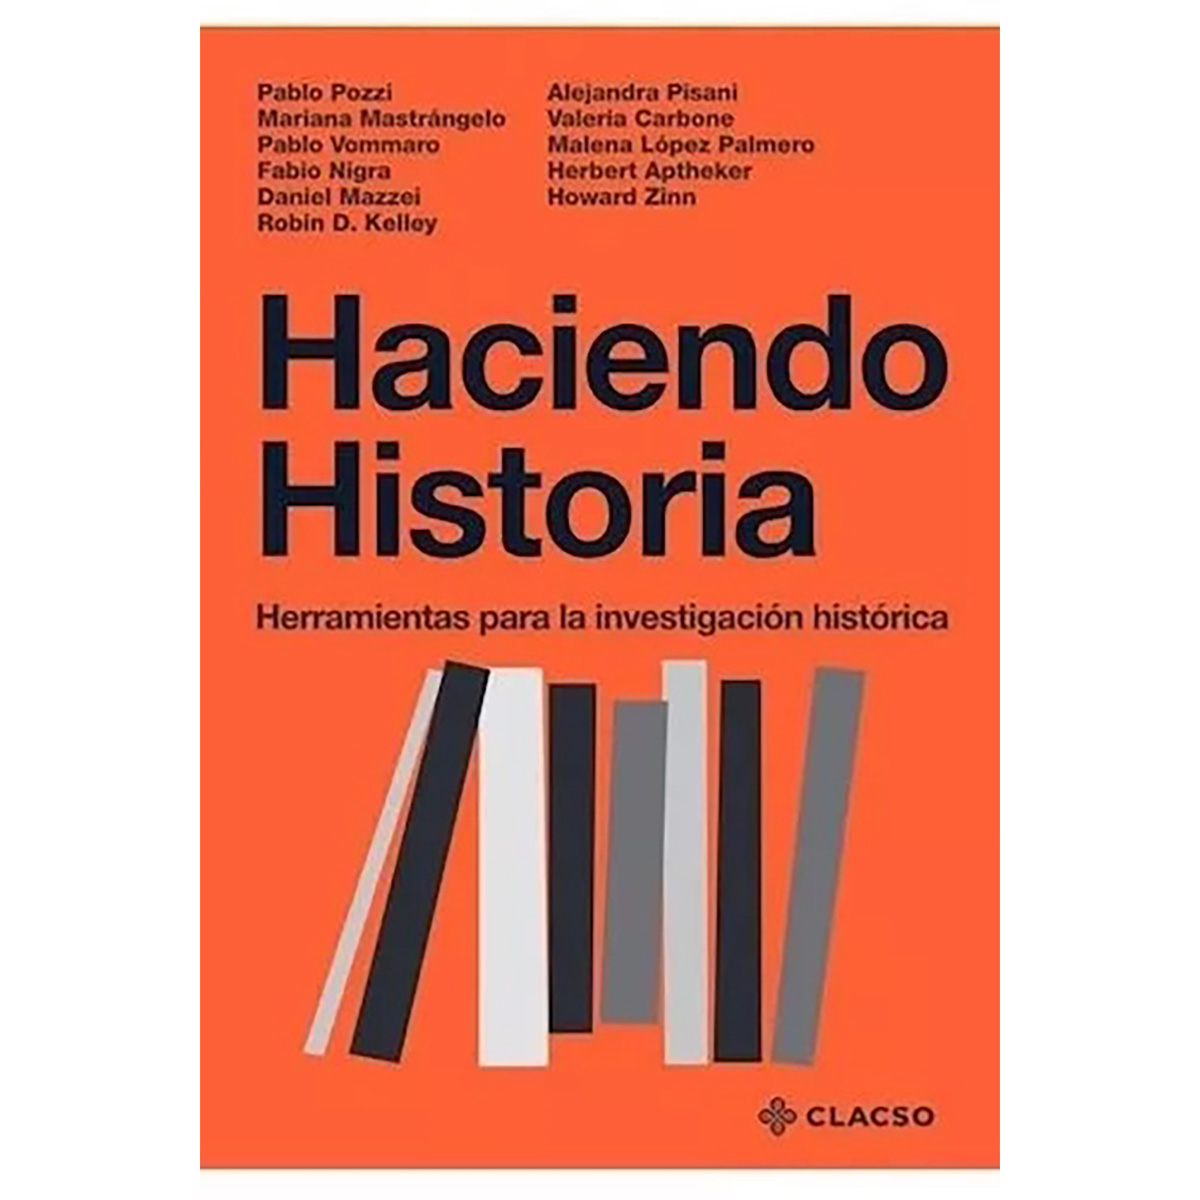 Pablo Pozzi
Mariana Mastrángelo
Pablo Vommaro
Fabio Nigra
Daniel Mazzei
Robin D. Kelley
Alejandra Pisani
Valeria Carbone
Malena López Palmero
Herbert Aptheker
Howard Zinn
Haciendo
Historia
Herramientas para la investigación histórica
CLACSO